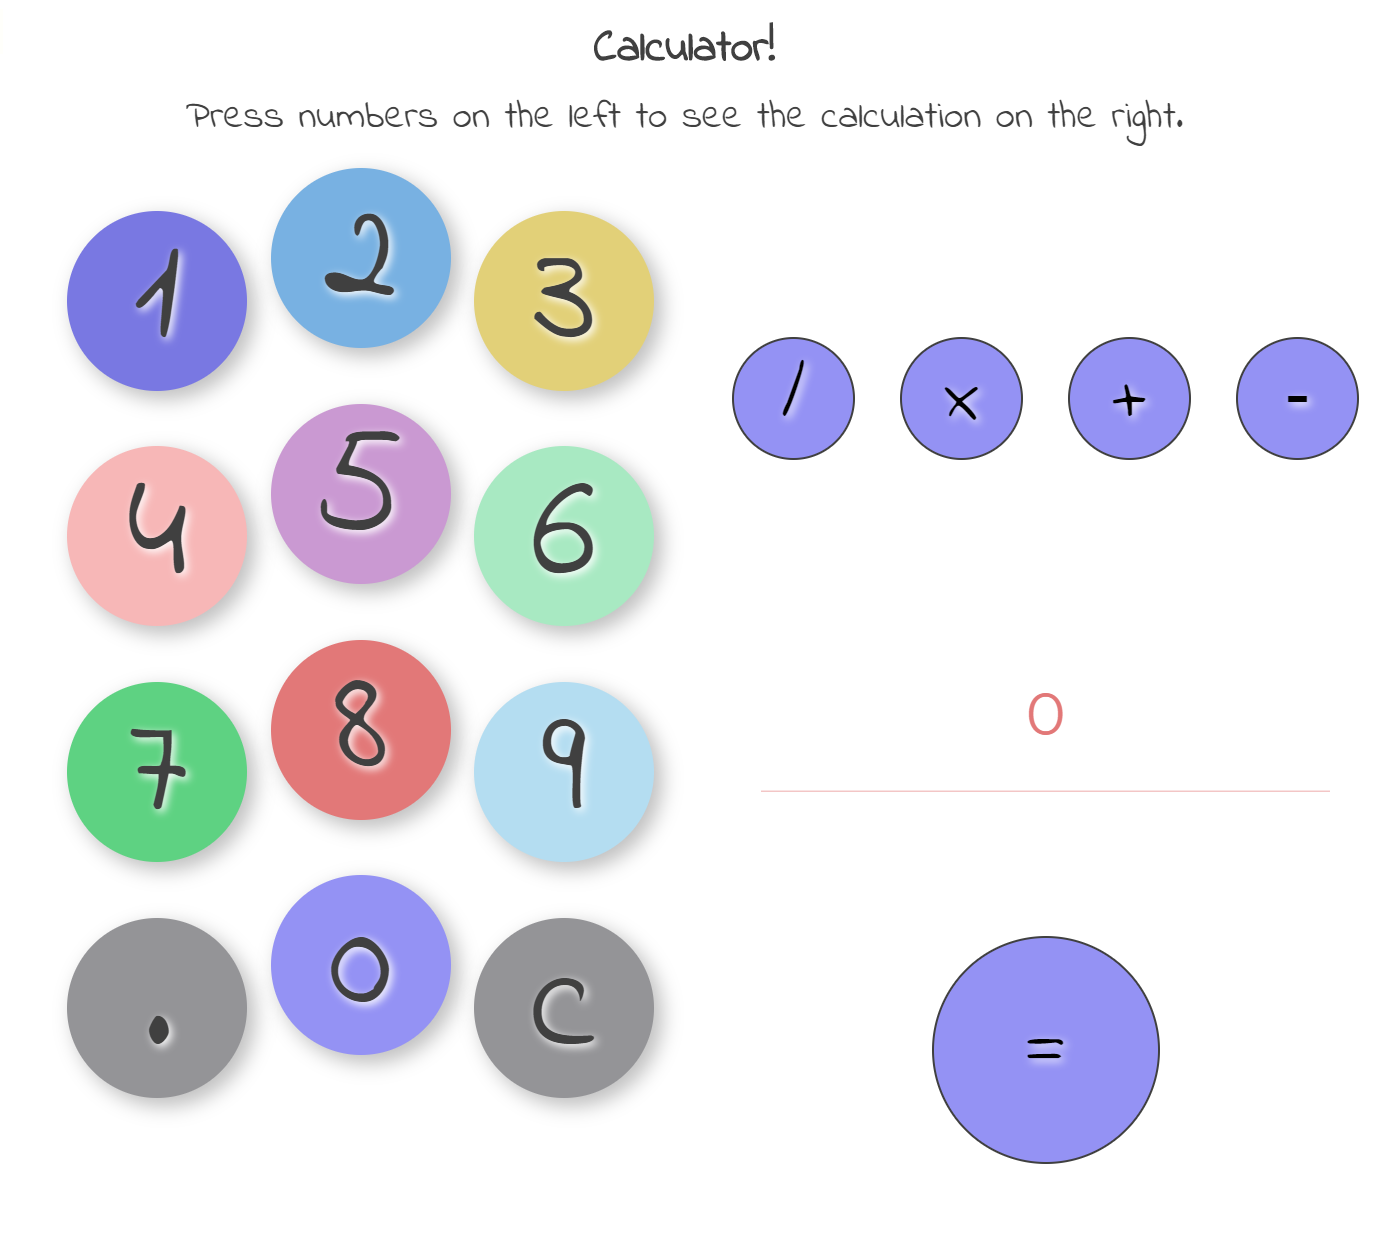 Calculator!
Press numbers on the left to see the calculation on the right.
1 2 3
/ x + -
4 5 6
7 8 9
0
. 0 C
=